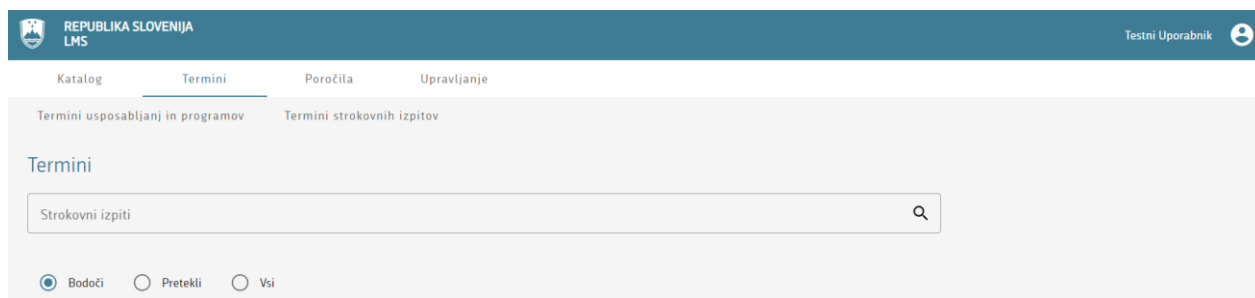 REPUBLIKA SLOVENIJA
LMS
Testni Uporabnik
Katalog Termini Poročila Upravljanje
Termini usposabljanj in programov Termini strokovnih izpitov
Termini
Strokovni izpiti
Bodoči Pretekli Vsi